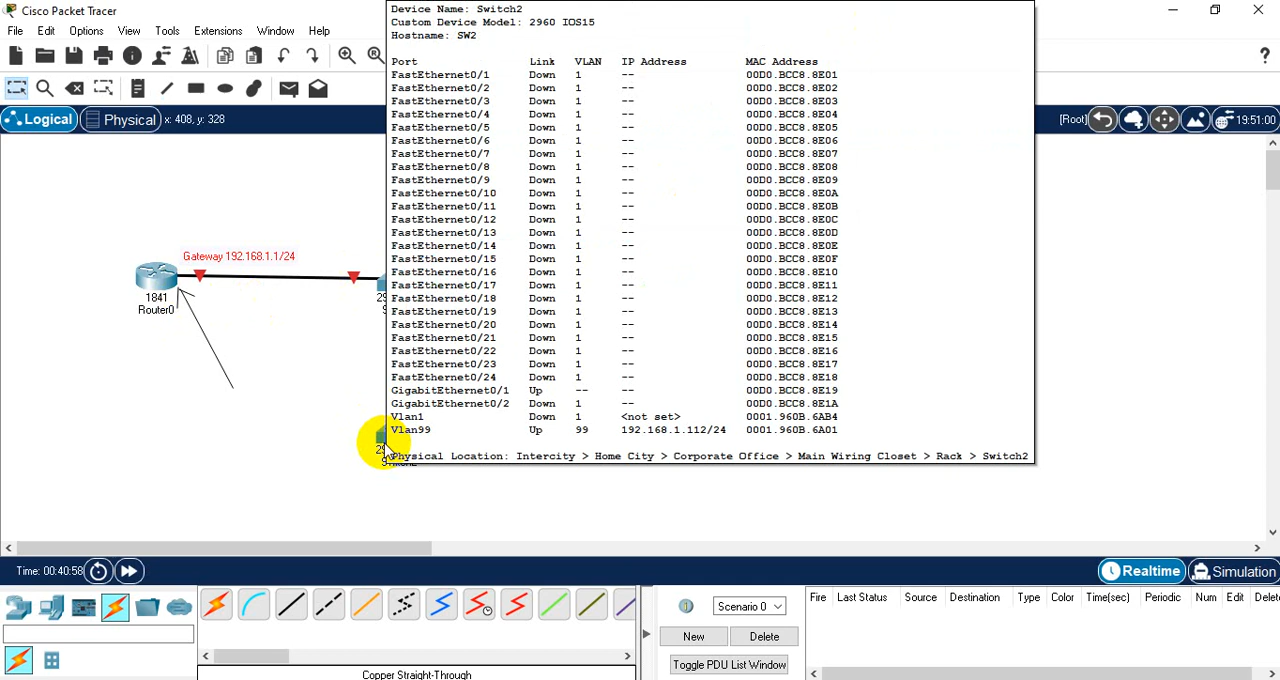 Cisco Packet Tracer
File Edit Options View Tools Extensions Window Help
Logical Physical x: 408, y: 328 [Root] 19:51:00
Device Name: Switch2
Custom Device Model: 2960 IOS15
Hostname: SW2
Port Link VLAN IP Address MAC Address
FastEthernet0/1 Down 1 -- 00D0.BCC8.8E01
FastEthernet0/2 Down 1 -- 00D0.BCC8.8E02
FastEthernet0/3 Down 1 -- 00D0.BCC8.8E03
FastEthernet0/4 Down 1 -- 00D0.BCC8.8E04
FastEthernet0/5 Down 1 -- 00D0.BCC8.8E05
FastEthernet0/6 Down 1 -- 00D0.BCC8.8E06
FastEthernet0/7 Down 1 -- 00D0.BCC8.8E07
FastEthernet0/8 Down 1 -- 00D0.BCC8.8E08
FastEthernet0/9 Down 1 -- 00D0.BCC8.8E09
FastEthernet0/10 Down 1 -- 00D0.BCC8.8E0A
FastEthernet0/11 Down 1 -- 00D0.BCC8.8E0B
FastEthernet0/12 Down 1 -- 00D0.BCC8.8E0C
FastEthernet0/13 Down 1 -- 00D0.BCC8.8E0D
FastEthernet0/14 Down 1 -- 00D0.BCC8.8E0E
FastEthernet0/15 Down 1 -- 00D0.BCC8.8E0F
FastEthernet0/16 Down 1 -- 00D0.BCC8.8E10
FastEthernet0/17 Down 1 -- 00D0.BCC8.8E11
FastEthernet0/18 Down 1 -- 00D0.BCC8.8E12
FastEthernet0/19 Down 1 -- 00D0.BCC8.8E13
FastEthernet0/20 Down 1 -- 00D0.BCC8.8E14
FastEthernet0/21 Down 1 -- 00D0.BCC8.8E15
FastEthernet0/22 Down 1 -- 00D0.BCC8.8E16
FastEthernet0/23 Down 1 -- 00D0.BCC8.8E17
FastEthernet0/24 Down 1 -- 00D0.BCC8.8E18
GigabitEthernet0/1 Up -- -- 00D0.BCC8.8E19
GigabitEthernet0/2 Down 1 -- 00D0.BCC8.8E1A
Vlan1 Down 1 <not set> 0001.960B.6AB4
Vlan99 Up 99 192.168.1.112/24 0001.960B.6A01
Physical Location: Intercity > Home City > Corporate Office > Main Wiring Closet > Rack > Switch2
Gateway 192.168.1.1/24
1841
Router0
Time: 00:40:58 Realtime Simulation
Scenario 0
New Delete
Toggle PDU List Window
Fire Last Status Source Destination Type Color Time(sec) Periodic Num Edit Delete
Copper Straight-Through